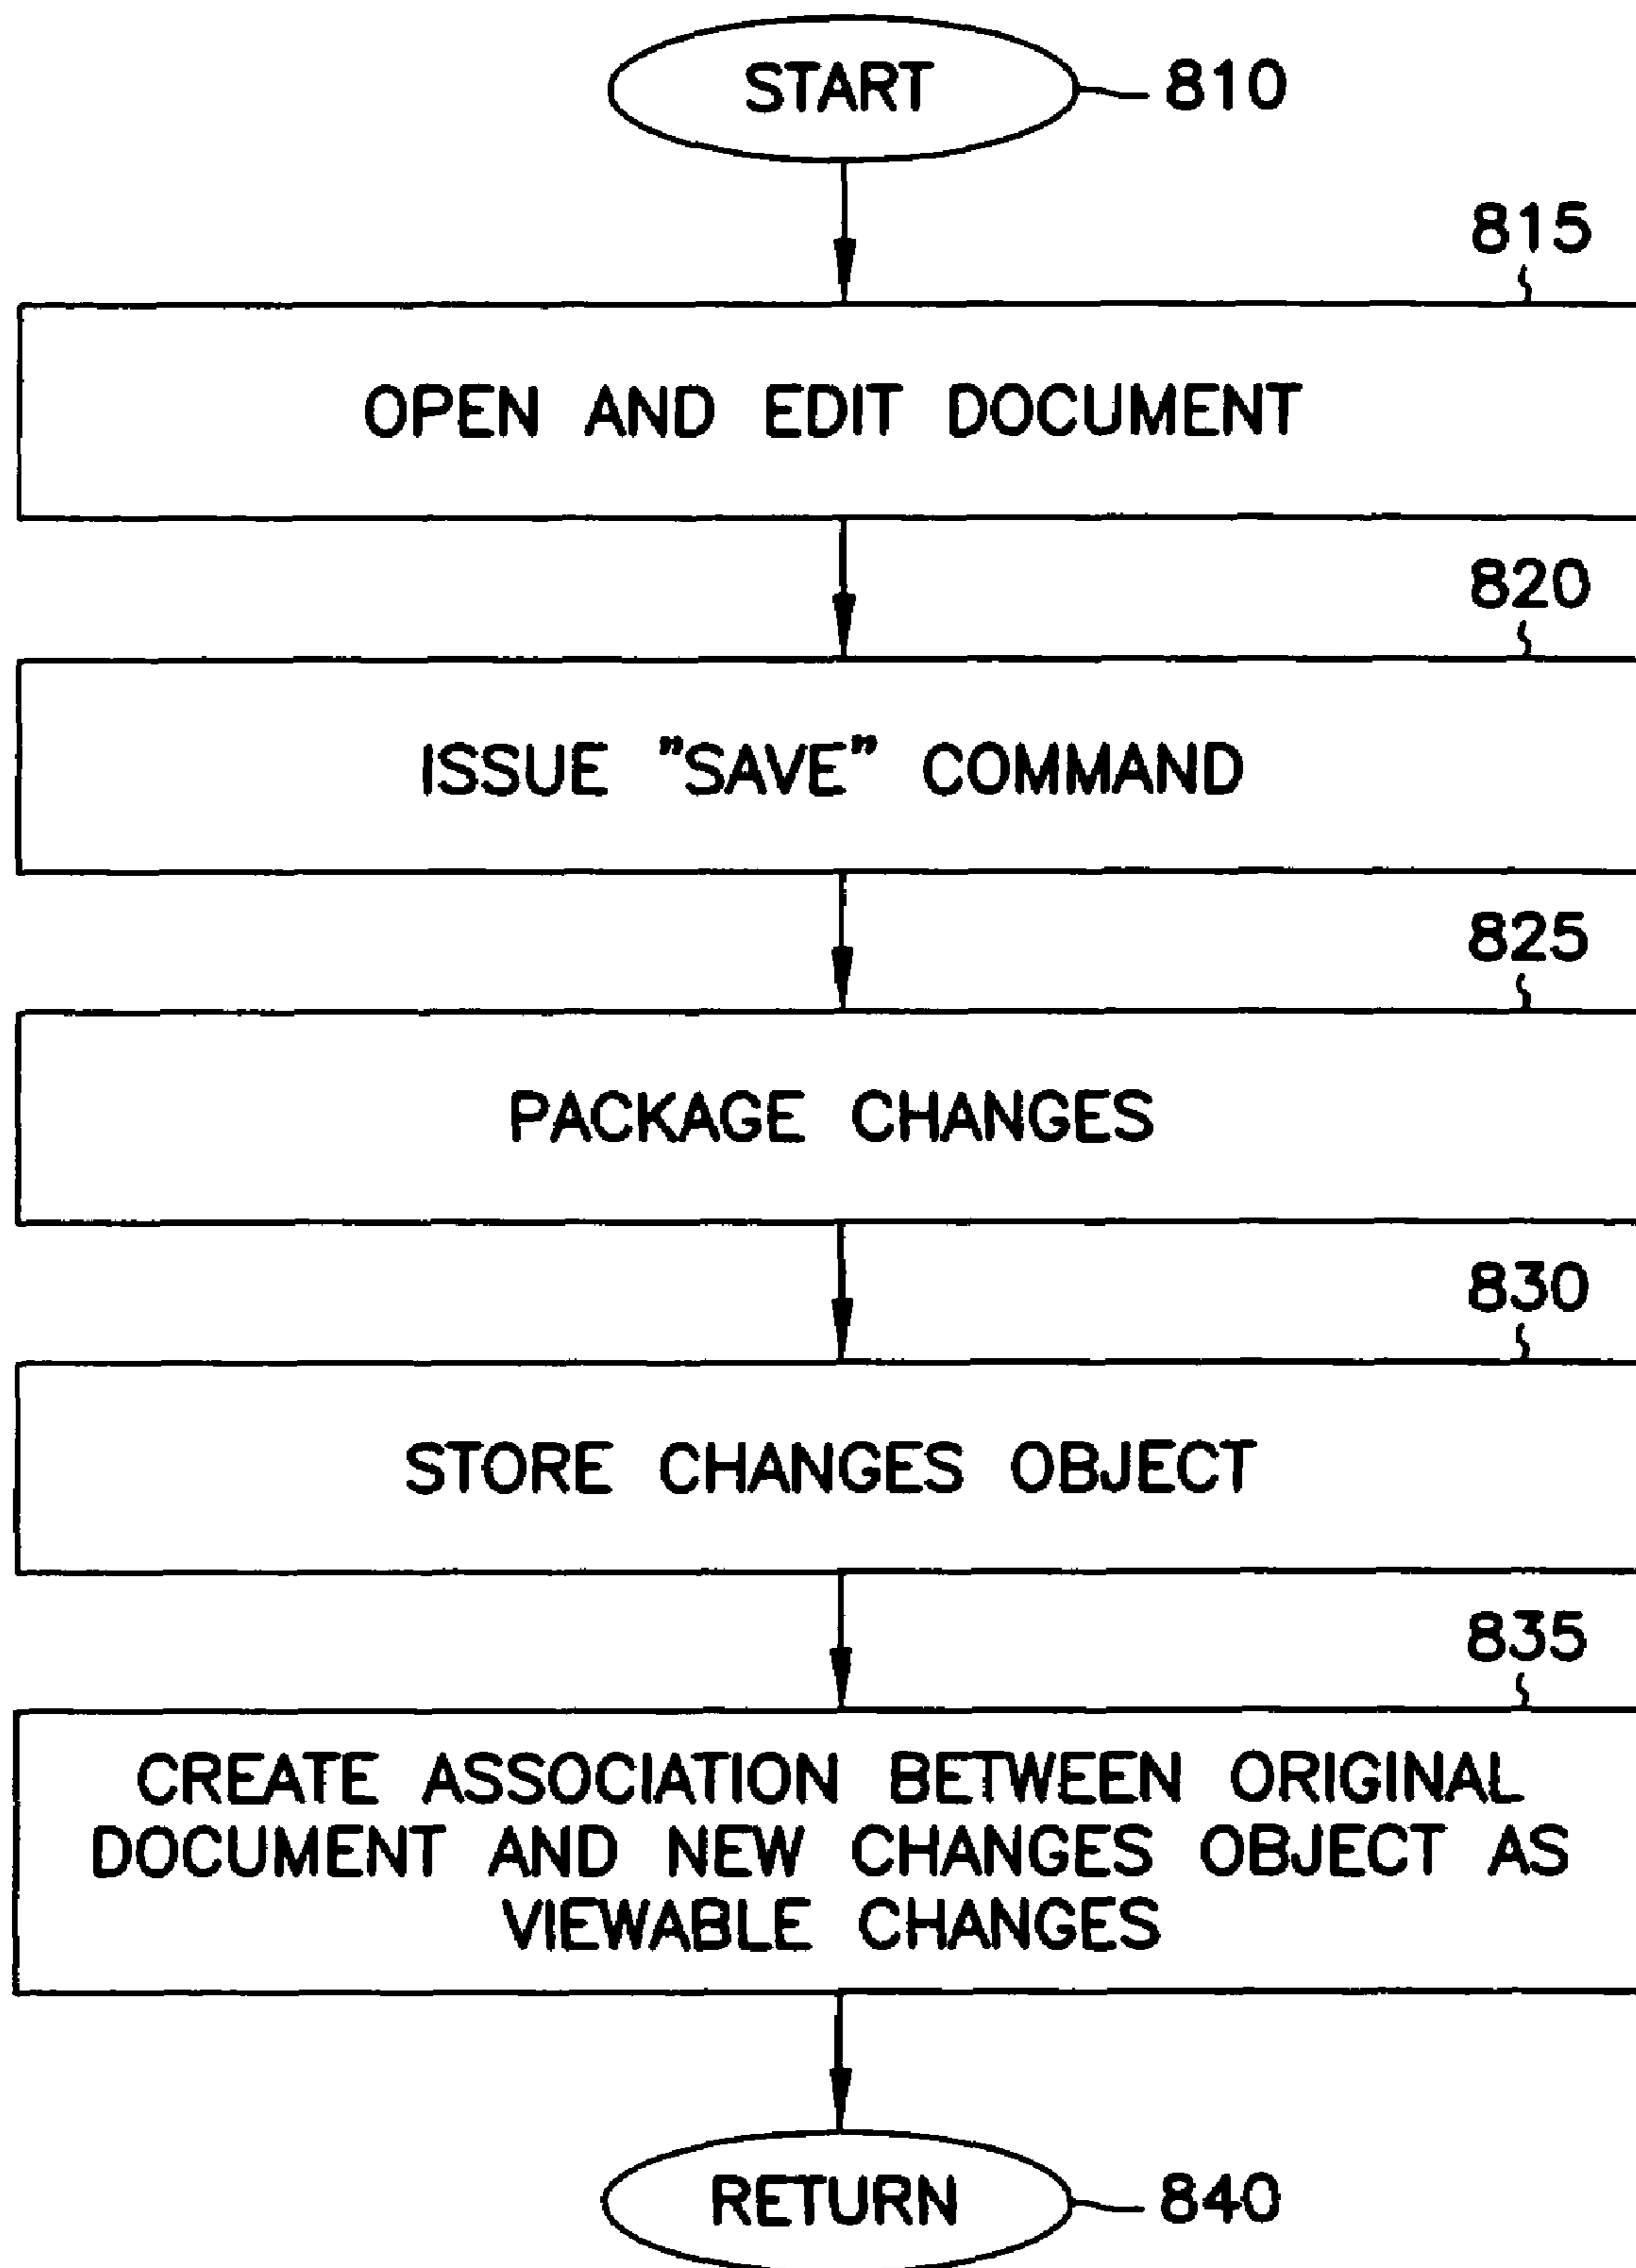 START 810
815
OPEN AND EDIT DOCUMENT
820
ISSUE "SAVE" COMMAND
825
PACKAGE CHANGES
830
STORE CHANGES OBJECT
835
CREATE ASSOCIATION BETWEEN ORIGINAL
DOCUMENT AND NEW CHANGES OBJECT AS
VIEWABLE CHANGES
RETURN 840